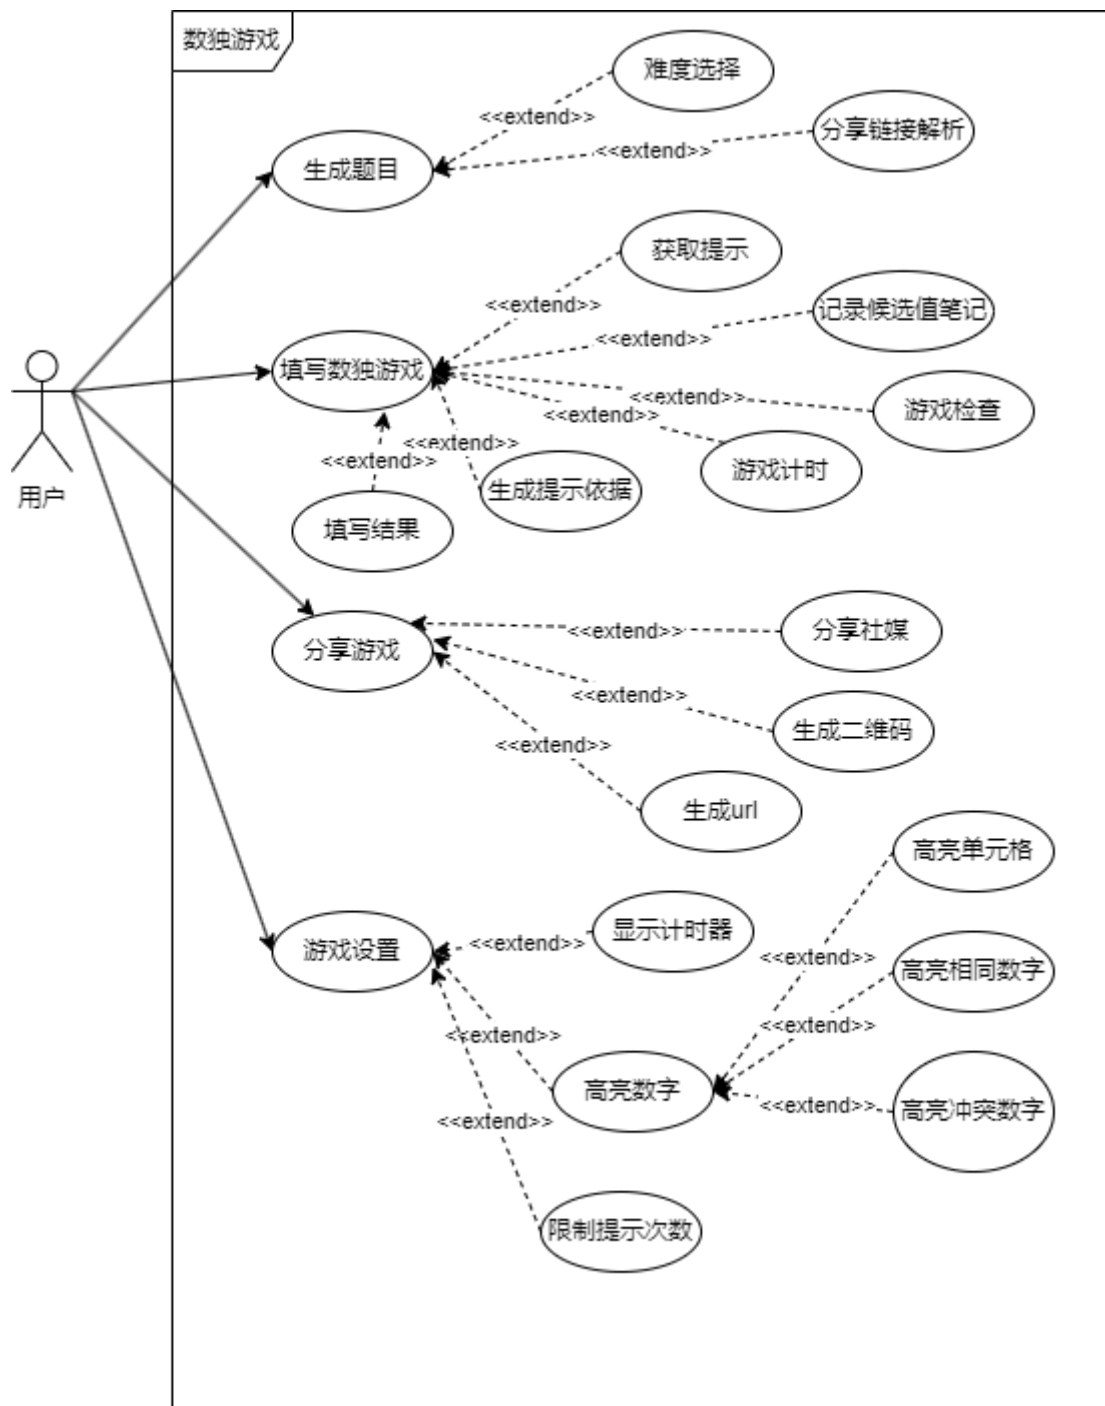 数独游戏
难度选择
<<extend>>
分享链接解析
<<extend>>
生成题目
获取提示
<<extend>>
记录候选值笔记
<<extend>>
填写数独游戏
<<extend>>
游戏检查
<<extend>>
<<extend>>
<<extend>>
游戏计时
生成提示依据
用户
填写结果
分享社媒
<<extend>>
分享游戏
<<extend>>
生成二维码
<<extend>>
生成url
高亮单元格
显示计时器
<<extend>>
游戏设置
<<extend>>
高亮相同数字
<<extend>>
<<extend>>
高亮数字
<<extend>>
高亮冲突数字
<<extend>>
限制提示次数